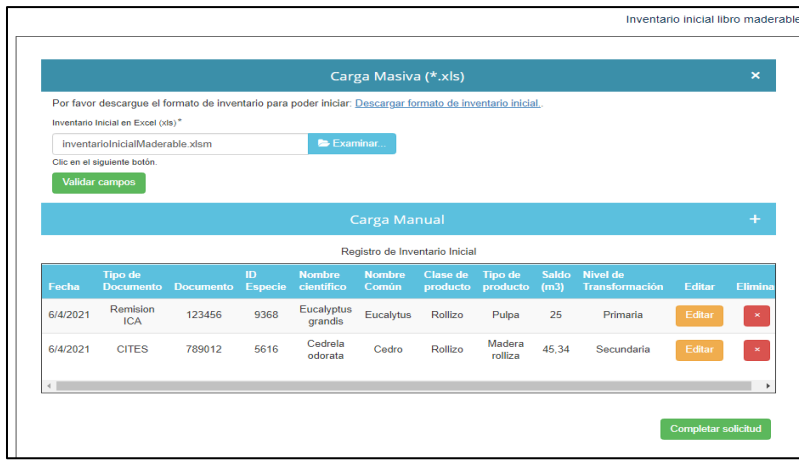 Inventario inicial libro maderable
Carga Masiva (*.xls) ×
Por favor descargue el formato de inventario para poder iniciar: Descargar formato de inventario inicial.
Inventario Inicial en Excel (xls)*
inventarioInicialMaderable.xlsm Examinar...
Clic en el siguiente botón.
Validar campos
Carga Manual +
Registro de Inventario Inicial
Fecha Tipo de Documento Documento ID Especie Nombre científico Nombre Común Clase de producto Tipo de producto Saldo (m3) Nivel de Transformación Editar Elimina
6/4/2021 Remision ICA 123456 9368 Eucalyptus grandis Eucalytus Rollizo Pulpa 25 Primaria Editar ×
6/4/2021 CITES 789012 5616 Cedrela odorata Cedro Rollizo Madera rolliza 45,34 Secundaria Editar ×
Completar solicitud